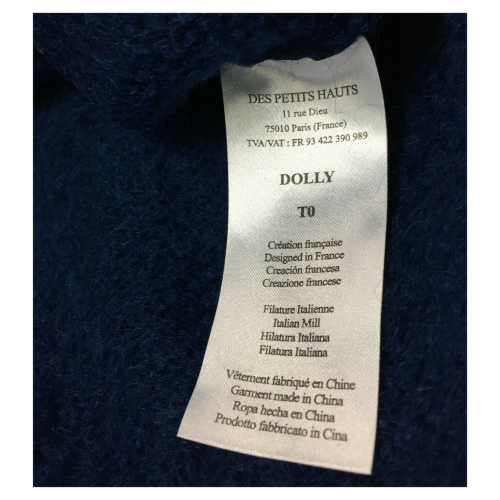 DES PETITS HAUTS
11 rue Dieu
75010 Paris (France)
TVA/VAT : FR 93 422 390 989
DOLLY
T0
Création française
Designed in France
Creación francesa
Creazione francese
Filature Italienne
Italian Mill
Hilatura Italiana
Filatura Italiana
Vêtement fabriqué en Chine
Garment made in China
Ropa hecha en China
Prodotto fabbricato in Cina